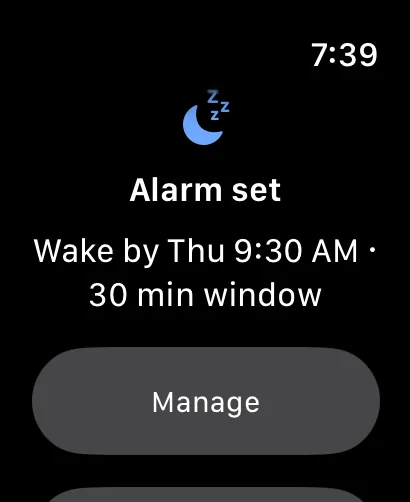 7:39
z
z
z
Alarm set
Wake by Thu 9:30 AM ·
30 min window
Manage